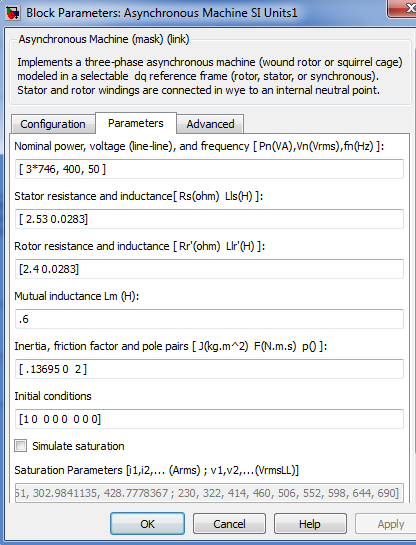 Block Parameters: Asynchronous Machine SI Units1
Asynchronous Machine (mask) (link)
Implements a three-phase asynchronous machine (wound rotor or squirrel cage)
modeled in a selectable dq reference frame (rotor, stator, or synchronous).
Stator and rotor windings are connected in wye to an internal neutral point.
Configuration Parameters Advanced
Nominal power, voltage (line-line), and frequency [ Pn(VA),Vn(Vrms),fn(Hz) ]:
[ 3*746, 400, 50 ]
Stator resistance and inductance[ Rs(ohm) Lls(H) ]:
[ 2.53 0.0283]
Rotor resistance and inductance [ Rr'(ohm) Llr'(H) ]:
[2.4 0.0283]
Mutual inductance Lm (H):
.6
Inertia, friction factor and pole pairs [ J(kg.m^2) F(N.m.s) p() ]:
[ .13695 0 2 ]
Initial conditions
[1 0 0 0 0 0 0 0]
Simulate saturation
Saturation Parameters [i1,i2,... (Arms) ; v1,v2,... (VrmsLL)]
51, 302.9841135, 428.7778367 ; 230, 322, 414, 460, 506, 552, 598, 644, 690]
OK Cancel Help Apply